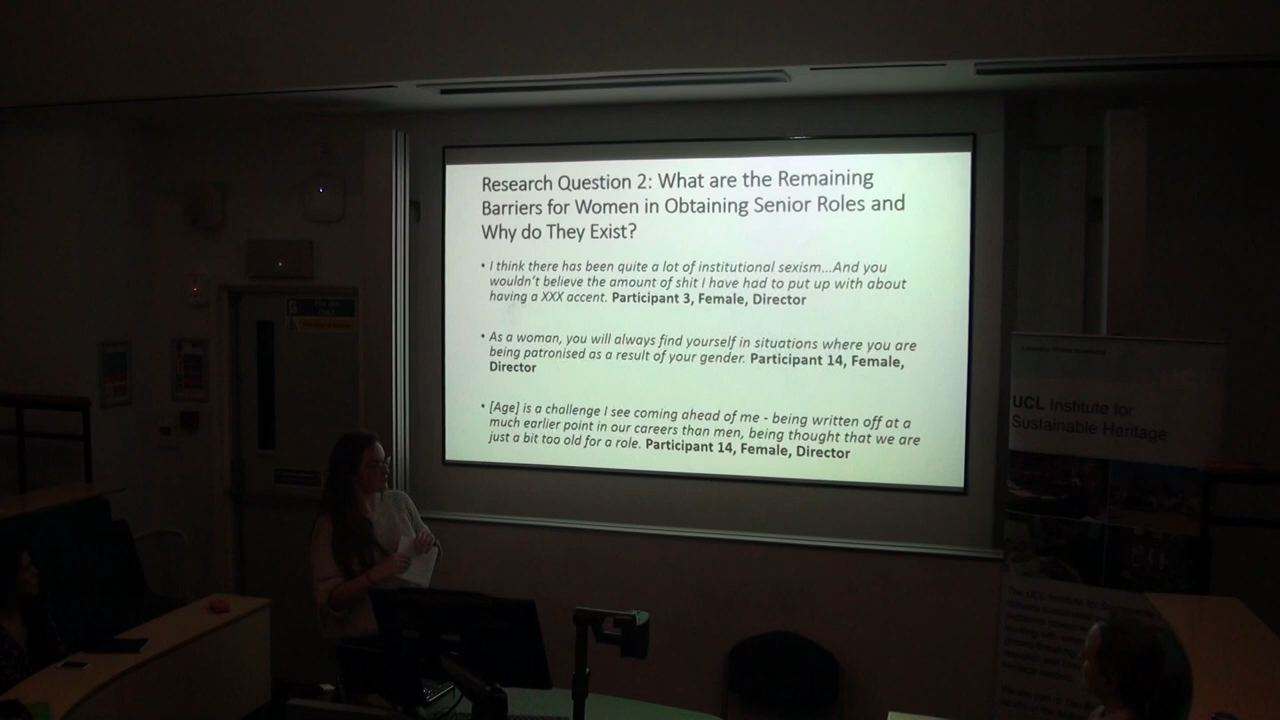 Research Question 2: What are the Remaining
Barriers for Women in Obtaining Senior Roles and
Why do They Exist?
• I think there has been quite a lot of institutional sexism...And you
wouldn't believe the amount of shit I have had to put up with about
having a XXX accent. Participant 3, Female, Director
• As a woman, you will always find yourself in situations where you are
being patronised as a result of your gender. Participant 14, Female,
Director
• [Age] is a challenge I see coming ahead of me - being written off at a
much earlier point in our careers than men, being thought that we are
just a bit too old for a role. Participant 14, Female, Director
UCL
UCL Institute for
Sustainable Heritage
The UCL Institute for